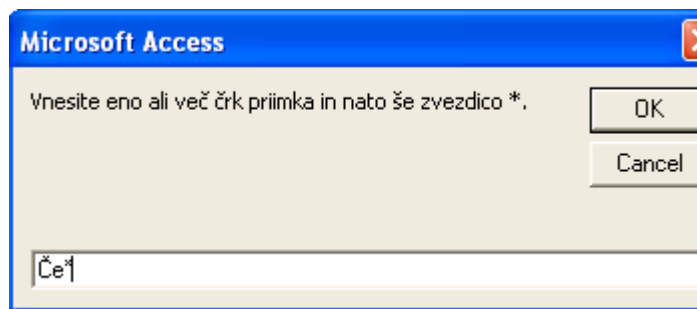 Microsoft Access
Vnesite eno ali več črk priimka in nato še zvezdico *.
OK
Cancel
Če*